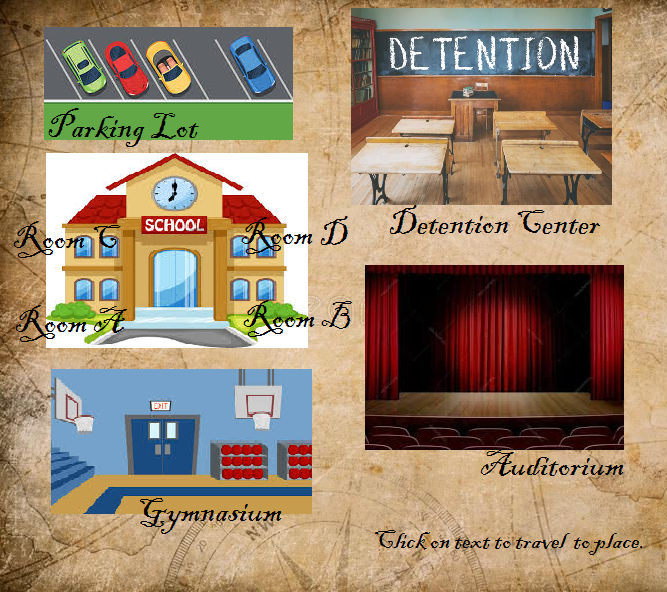 DETENTION
Parking Lot
Detention Center
SCHOOL
Room C
Room D
Room A
Room B
EXIT
Auditorium
Gymnasium
Click on text to travel to place.